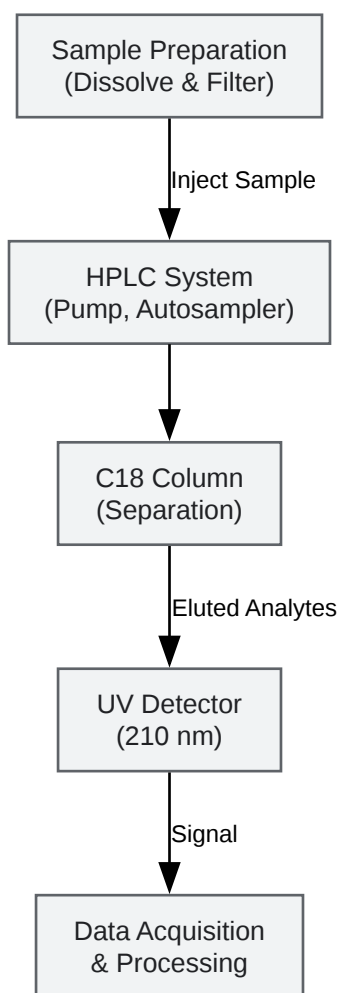 Sample Preparation
(Dissolve & Filter)
Inject Sample
HPLC System
(Pump, Autosampler)
C18 Column
(Separation)
Eluted Analytes
UV Detector
(210 nm)
Signal
Data Acquisition
& Processing